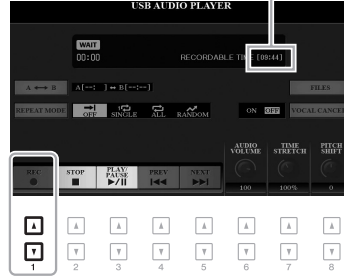 USB AUDIO PLAYER
WAIT
00:00
RECORDABLE TIME [08:44]
A ⟷ B
A[--: ] ↔ B[--:--]
FILES
REPEAT MODE
OFF SINGLE ALL RANDOM
ON OFF
VOCAL CANCEL
AUDIO VOLUME
TIME STRETCH
PITCH SHIFT
REC
STOP
PLAY/PAUSE
PREV
NEXT
100
100%
0
1 2 3 4 5 6 7 8